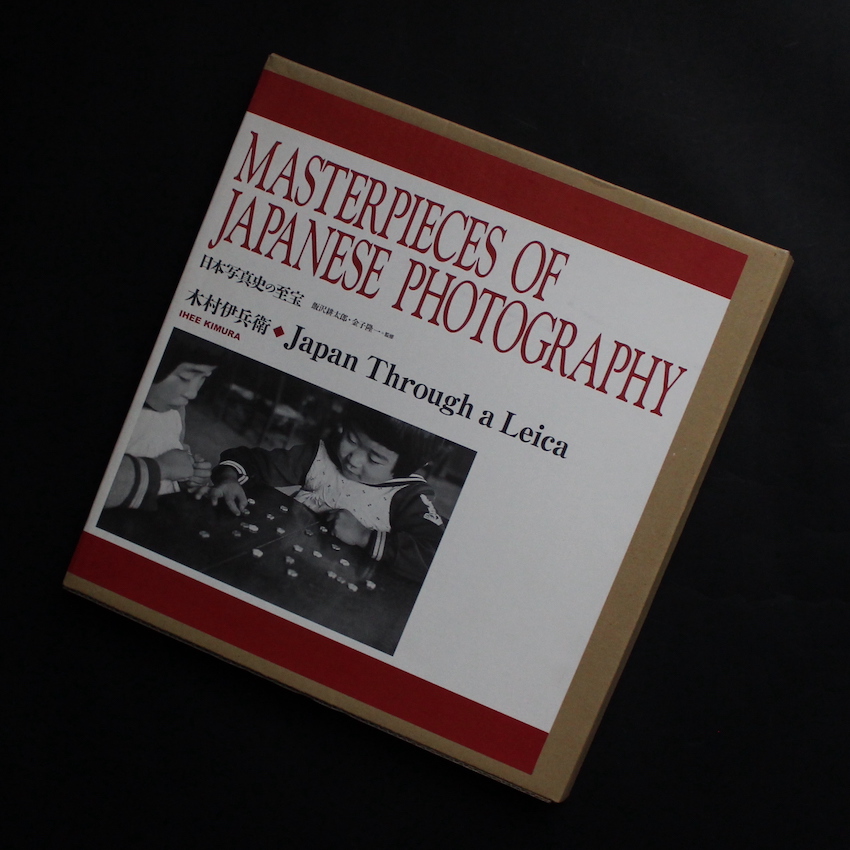 MASTERPIECES OF
JAPANESE PHOTOGRAPHY
日本写真史の至宝 飯沢耕太郎・金子隆一・監修
木村伊兵衛◆Japan Through a Leica
IHEE KIMURA